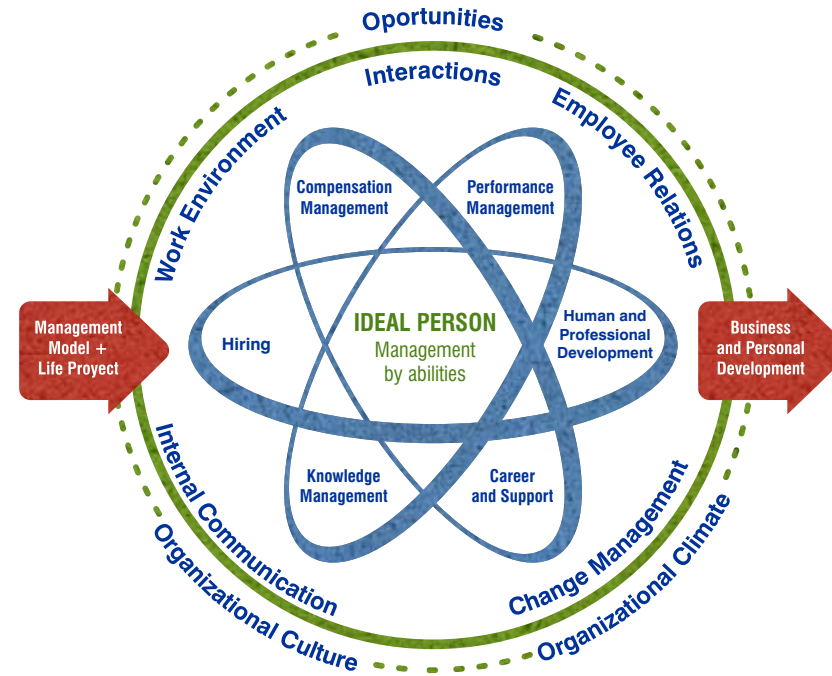 Oportunities
Interactions
Work Environment
Employee Relations
Compensation
Management
Performance
Management
Management
Model +
Life Proyect
Hiring
IDEAL PERSON
Management
by abilities
Human and
Professional
Development
Business
and Personal
Development
Knowledge
Management
Career
and Support
Internal Communication
Change Management
Organizational Culture
Organizational Climate